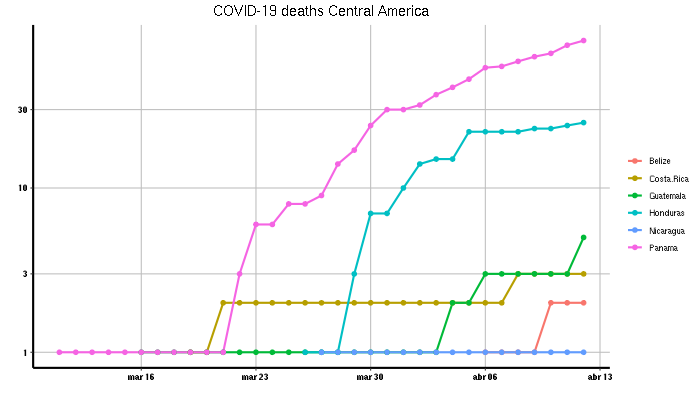 COVID-19 deaths Central America
30
10
3
1
mar 16 mar 23 mar 30 abr 06 abr 13
Belize
Costa.Rica
Guatemala
Honduras
Nicaragua
Panama